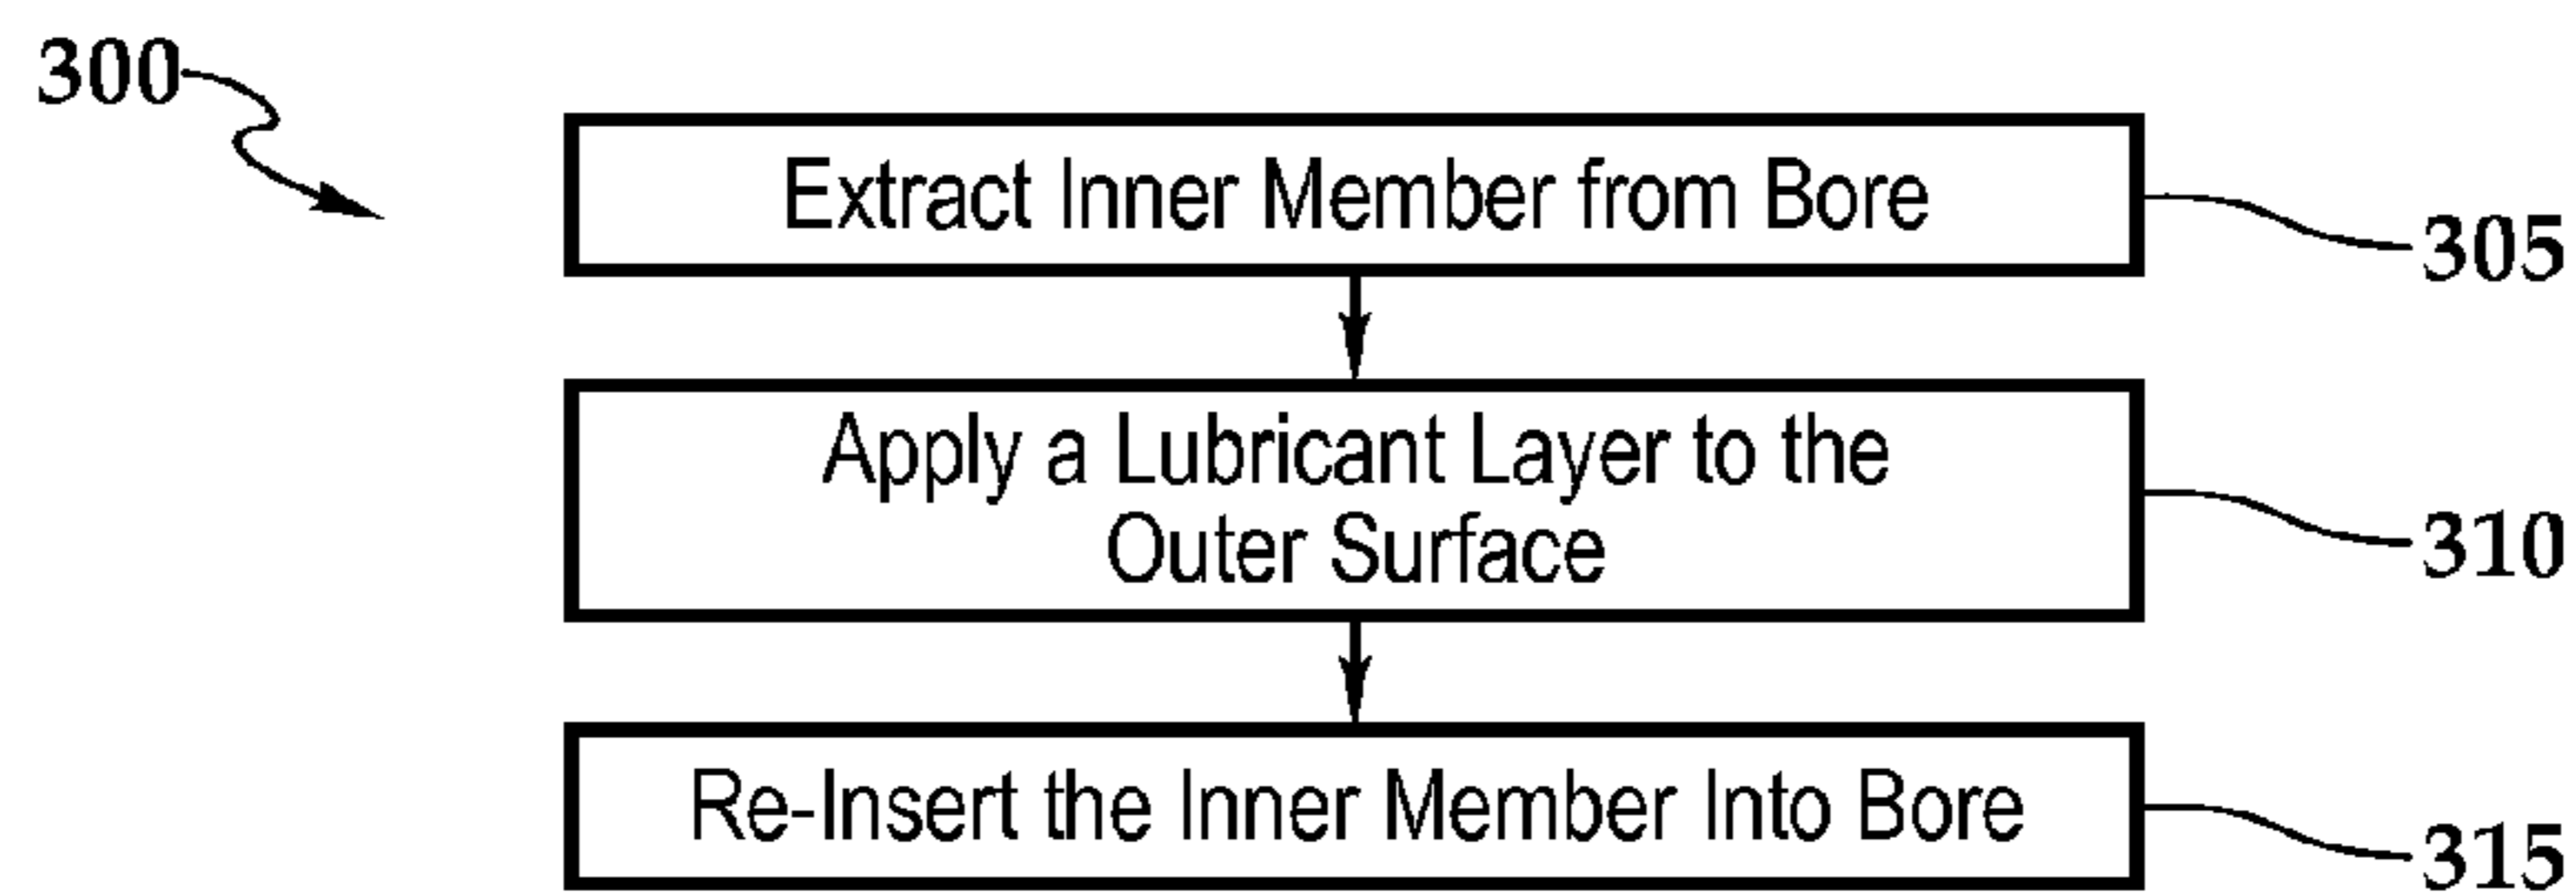 300
Extract Inner Member from Bore
305
Apply a Lubricant Layer to the
Outer Surface
310
Re-Insert the Inner Member Into Bore
315